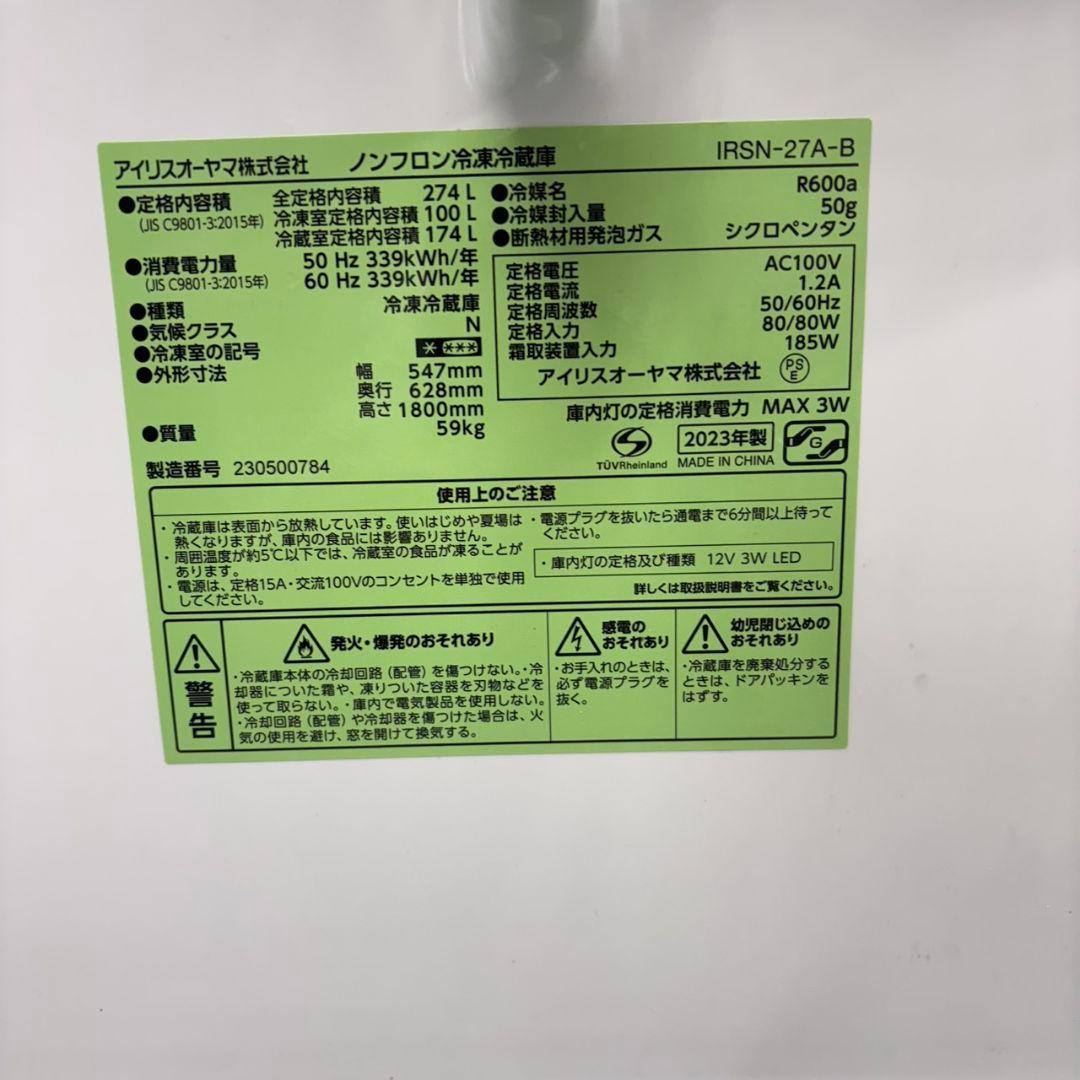 アイリスオーヤマ株式会社 ノンフロン冷凍冷蔵庫 IRSN-27A-B
●定格内容積 全定格内容積 274 L
(JIS C9801-3:2015年) 冷凍室定格内容積 100 L
冷蔵室定格内容積 174 L
●消費電力量 50 Hz 339kWh/年
(JIS C9801-3:2015年) 60 Hz 339kWh/年
●種類 冷凍冷蔵庫
●気候クラス N
●冷凍室の記号
●外形寸法 幅 547mm
奥行 628mm
高さ 1800mm
●質量 59kg
製造番号 230500784
●冷媒名 R600a
●冷媒封入量 50g
●断熱材用発泡ガス シクロペンタン
定格電圧 AC100V
定格電流 1.2A
定格周波数 50/60Hz
定格入力 80/80W
霜取装置入力 185W
アイリスオーヤマ株式会社 PS E
庫内灯の定格消費電力 MAX 3W
TÜVRheinland 2023年製 MADE IN CHINA G
使用上のご注意
・冷蔵庫は表面から放熱しています。使いはじめや夏場は
熱くなりますが、庫内の食品には影響ありません。
・周囲温度が約5℃以下では、冷蔵室の食品が凍ることが
あります。
・電源は、定格15A・交流100Vのコンセントを単独で使用
してください。
・電源プラグを抜いたら通電まで6分間以上待って
ください。
・庫内灯の定格及び種類 12V 3W LED
詳しくは取扱説明書をご覧ください。
警告
発火・爆発のおそれあり
・冷蔵庫本体の冷却回路（配管）を傷つけない。・冷
却器についた霜や、凍りついた容器を刃物などを
使って取らない。・庫内で電気製品を使用しない。
・冷却回路（配管）や冷却器を傷つけた場合は、火
気の使用を避け、窓を開けて換気する。
感電の
おそれあり
・お手入れのときは、
必ず電源プラグを
抜く。
幼児閉じ込めの
おそれあり
・冷蔵庫を廃棄処分する
ときは、ドアパッキンを
はずす。